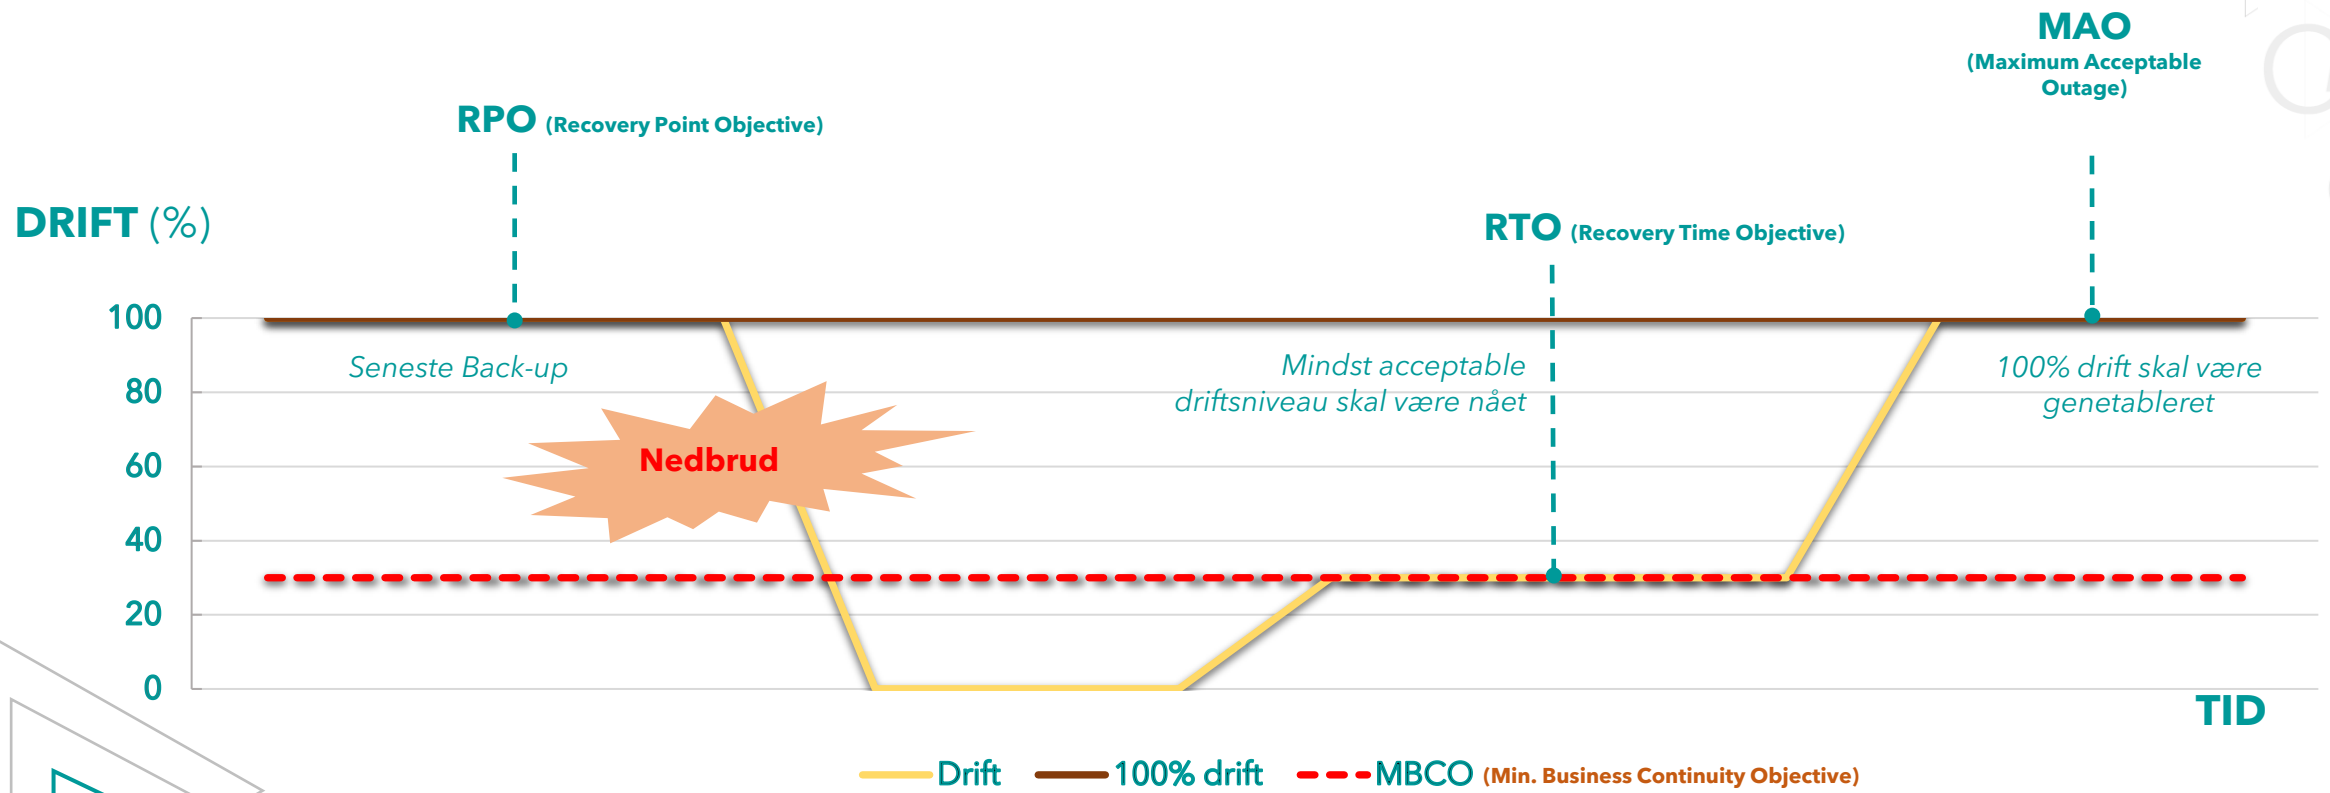 MAO
(Maximum Acceptable
Outage)
RPO (Recovery Point Objective)
DRIFT (%)
RTO (Recovery Time Objective)
100
Seneste Back-up
Mindst acceptable
driftsniveau skal være nået
100% drift skal være
genetableret
80
Nedbrud
60
40
20
0
TID
Drift
100% drift
MBCO (Min. Business Continuity Objective)